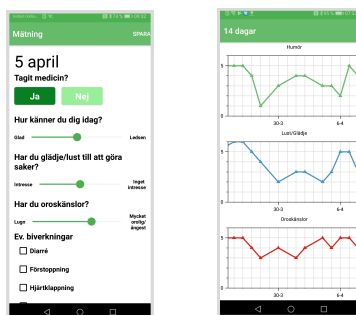 Mätning
SPARA
5 april
Tagit medicin?
Ja
Nej
Hur känner du dig idag?
Glad
Ledsen
Har du glädje/lust till att göra
saker?
Intresse
Inget
intresse
Har du oroskänslor?
Lugn
Mycket
orolig/
ångest
Ev. biverkningar
Diarré
Förstoppning
Hjärtklappning
14 dagar
Humör
5
0
30-3
6-4
Lust/Glädje
5
0
30-3
6-4
Oroskänslor
5
0
30-3
6-4